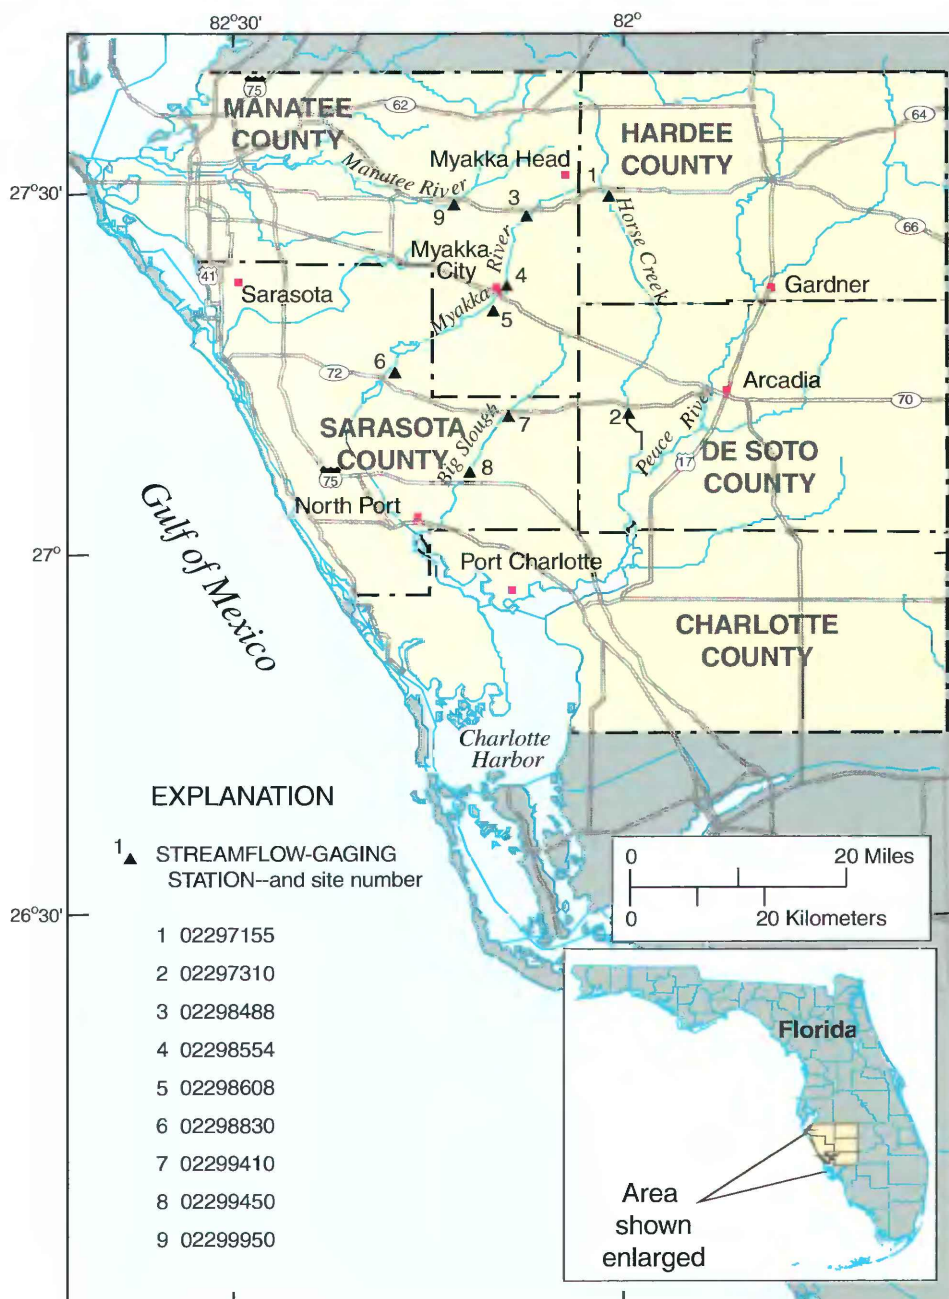 82°30'
82°
75
MANATEE
COUNTY
62
HARDEE
COUNTY
64
Myakka Head
Manatee River
27°30'
1
3
9
66
Horse Creek
Myakka
City
River
41
Sarasota
4
Gardner
Myakka
5
6
72
Arcadia
70
7
2
SARASOTA
COUNTY
Big Slough
Peace River
17
DE SOTO
COUNTY
8
75
North Port
Gulf of Mexico
27°
Port Charlotte
CHARLOTTE
COUNTY
Charlotte
Harbor
EXPLANATION
1 STREAMFLOW-GAGING
STATION--and site number
0 20 Miles
0 20 Kilometers
26°30'
1 02297155
2 02297310
3 02298488
4 02298554
5 02298608
6 02298830
7 02299410
8 02299450
9 02299950
Florida
Area
shown
enlarged